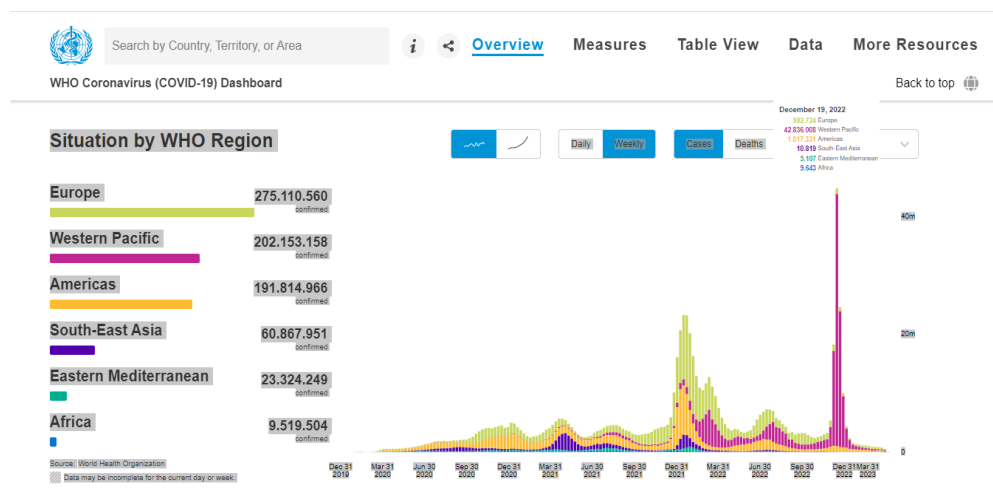 Search by Country, Territory, or Area
i
Overview
Measures
Table View
Data
More Resources
WHO Coronavirus (COVID-19) Dashboard
Back to top
December 19, 2022
992.724 Europe
42.836.008 Western Pacific
1.017.331 Americas
10.819 South-East Asia
5.107 Eastern Mediterranean
9.643 Africa
Situation by WHO Region
Daily
Weekly
Cases
Deaths
Europe
275.110.560
confirmed
Western Pacific
202.153.158
confirmed
Americas
191.814.966
confirmed
South-East Asia
60.867.951
confirmed
Eastern Mediterranean
23.324.249
confirmed
Africa
9.519.504
confirmed
40m
20m
0
Source: World Health Organization
Data may be incomplete for the current day or week.
Dec 31 2019
Mar 31 2020
Jun 30 2020
Sep 30 2020
Dec 31 2020
Mar 31 2021
Jun 30 2021
Sep 30 2021
Dec 31 2021
Mar 31 2022
Jun 30 2022
Sep 30 2022
Dec 31 2022
Mar 31 2023